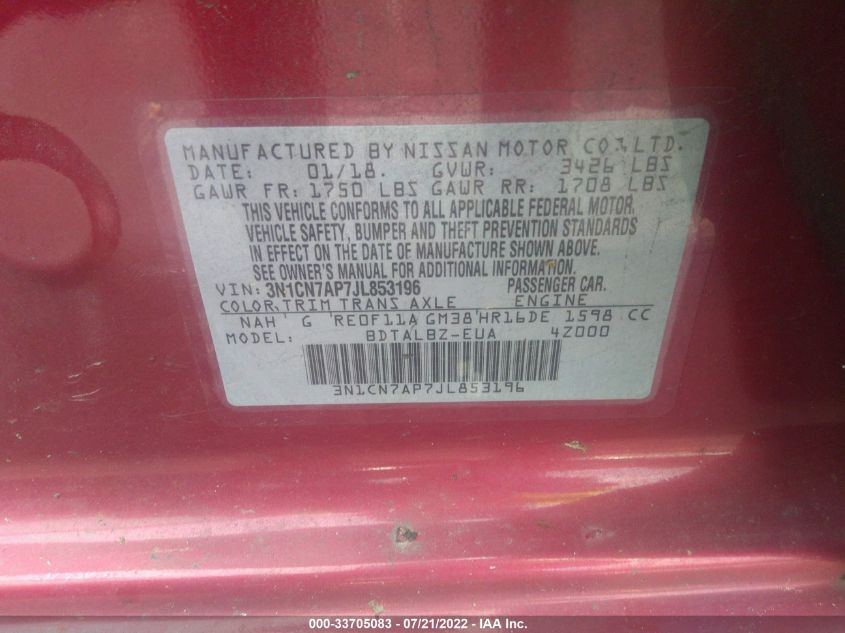 MANUFACTURED BY NISSAN MOTOR CO., LTD.
DATE: 01/18. GVWR: 3426 LBS
GAWR FR: 1750 LBS GAWR RR: 1708 LBS
THIS VEHICLE CONFORMS TO ALL APPLICABLE FEDERAL MOTOR
VEHICLE SAFETY, BUMPER AND THEFT PREVENTION STANDARDS
IN EFFECT ON THE DATE OF MANUFACTURE SHOWN ABOVE.
SEE OWNER'S MANUAL FOR ADDITIONAL INFORMATION.
VIN: 3N1CN7AP7JL853196 PASSENGER CAR.
COLOR, TRIM TRANS AXLE ENGINE
NAH G RE0F11A GM38 HR16DE 1598 CC
MODEL: BDTALBZ-EUA 4Z000
3N1CN7AP7JL853196
000-33705083 / 07/21/2022 - IAA Inc.